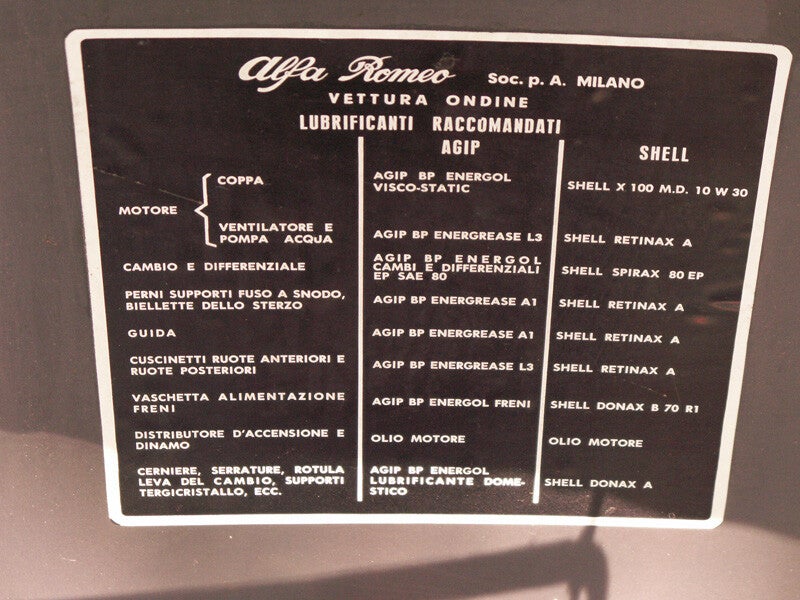 Alfa Romeo Soc. p. A. MILANO
VETTURA ONDINE
LUBRIFICANTI RACCOMANDATI
AGIP SHELL
MOTORE
COPPA
AGIP BP ENERGOL
VISCO-STATIC
SHELL X 100 M.D. 10 W 30
VENTILATORE E
POMPA ACQUA
AGIP BP ENERGREASE L3
SHELL RETINAX A
CAMBIO E DIFFERENZIALE
AGIP BP ENERGOL
CAMBI E DIFFERENZIALI
EP SAE 80
SHELL SPIRAX 80 EP
PERNI SUPPORTI FUSO A SNODO,
BIELLETTE DELLO STERZO
AGIP BP ENERGREASE A1
SHELL RETINAX A
GUIDA
AGIP BP ENERGREASE A1
SHELL RETINAX A
CUSCINETTI RUOTE ANTERIORI E
RUOTE POSTERIORI
AGIP BP ENERGREASE L3
SHELL RETINAX A
VASCHETTA ALIMENTAZIONE
FRENI
AGIP BP ENERGOL FRENI
SHELL DONAX B 70 R1
DISTRIBUTORE D'ACCENSIONE E
DINAMO
OLIO MOTORE
OLIO MOTORE
CERNIERE, SERRATURE, ROTULA
LEVA DEL CAMBIO, SUPPORTI
TERGICRISTALLO, ECC.
AGIP BP ENERGOL
LUBRIFICANTE DOME-
STICO
SHELL DONAX A